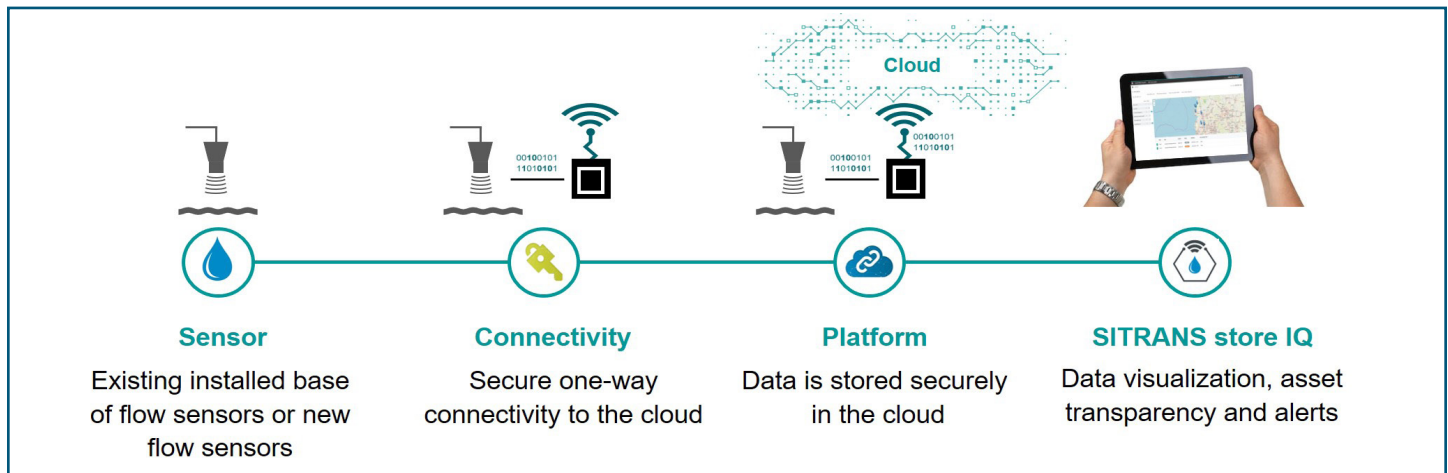 Cloud
00100101
11010101
00100101
11010101
00100101
11010101
Sensor
Existing installed base
of flow sensors or new
flow sensors
Connectivity
Secure one-way
connectivity to the cloud
Platform
Data is stored securely
in the cloud
SITRANS store IQ
Data visualization, asset
transparency and alerts